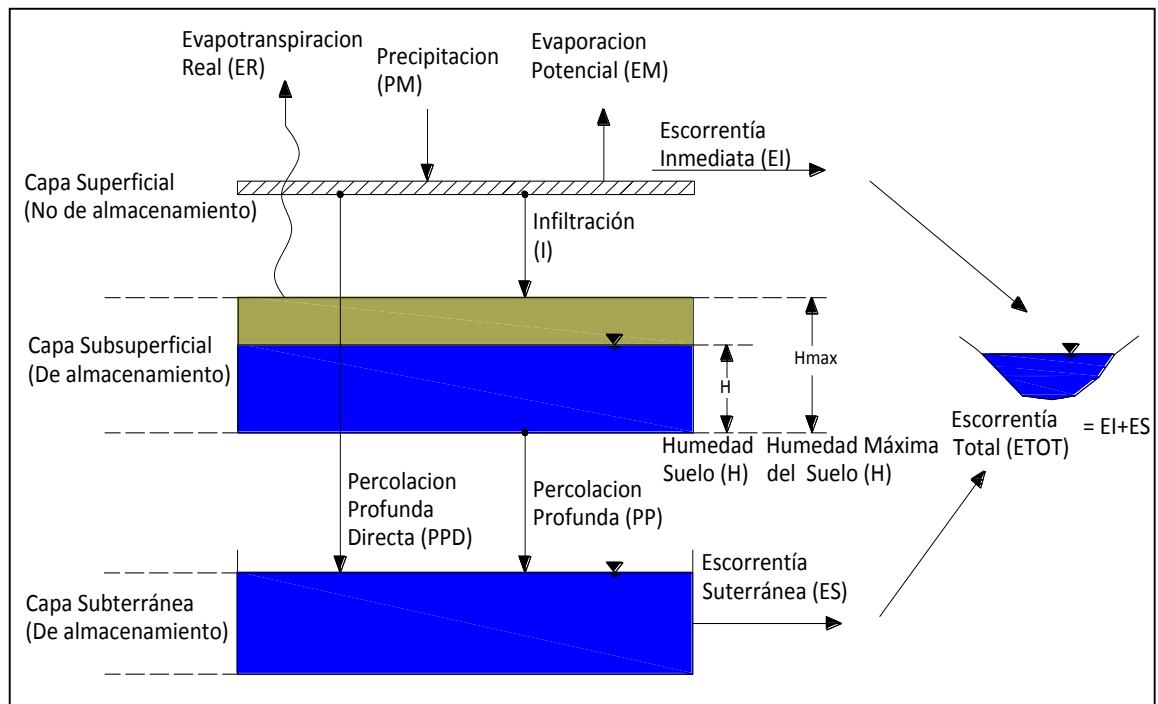 Evapotranspiracion
Real (ER)
Precipitacion
(PM)
Evaporacion
Potencial (EM)
Escorrentía
Inmediata (EI)
Capa Superficial
(No de almacenamiento)
Infiltración
(I)
Capa Subsuperficial
(De almacenamiento)
H
Hmax
Humedad
Suelo (H)
Humedad Máxima
del Suelo (H)
Escorrentía
Total (ETOT)
= EI+ES
Percolacion
Profunda
Directa (PPD)
Percolacion
Profunda (PP)
Escorrentía
Suterránea (ES)
Capa Subterránea
(De almacenamiento)